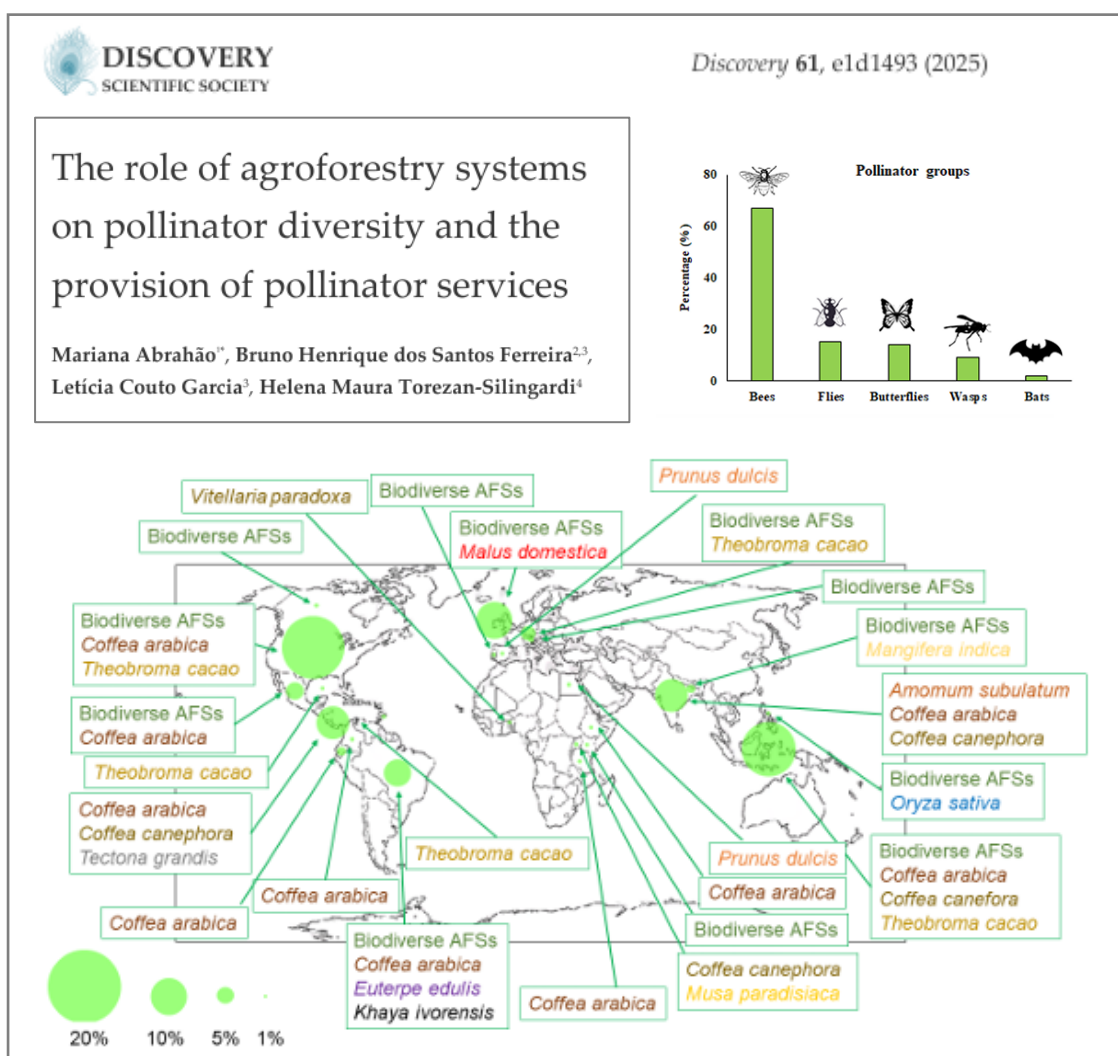 DISCOVERY
SCIENTIFIC SOCIETY
Discovery 61, e1d1493 (2025)
The role of agroforestry systems
on pollinator diversity and the
provision of pollinator services
Mariana Abrahão¹*, Bruno Henrique dos Santos Ferreira²,³,
Letícia Couto Garcia³, Helena Maura Torezan-Silingardi⁴
Pollinator groups
Percentage (%)
80
60
40
20
0
Bees Flies Butterflies Wasps Bats
Vitellaria paradoxa
Biodiverse AFSs
Prunus dulcis
Biodiverse AFSs
Biodiverse AFSs
Malus domestica
Biodiverse AFSs
Theobroma cacao
Biodiverse AFSs
Biodiverse AFSs
Coffea arabica
Theobroma cacao
Biodiverse AFSs
Mangifera indica
Amomum subulatum
Coffea arabica
Coffea canephora
Biodiverse AFSs
Coffea arabica
Theobroma cacao
Biodiverse AFSs
Oryza sativa
Coffea arabica
Coffea canephora
Tectona grandis
Theobroma cacao
Prunus dulcis
Biodiverse AFSs
Coffea arabica
Coffea canefora
Theobroma cacao
Coffea arabica
Coffea arabica
Coffea arabica
Biodiverse AFSs
Biodiverse AFSs
Coffea arabica
Euterpe edulis
Khaya ivorensis
Coffea canephora
Musa paradisiaca
Coffea arabica
20% 10% 5% 1%